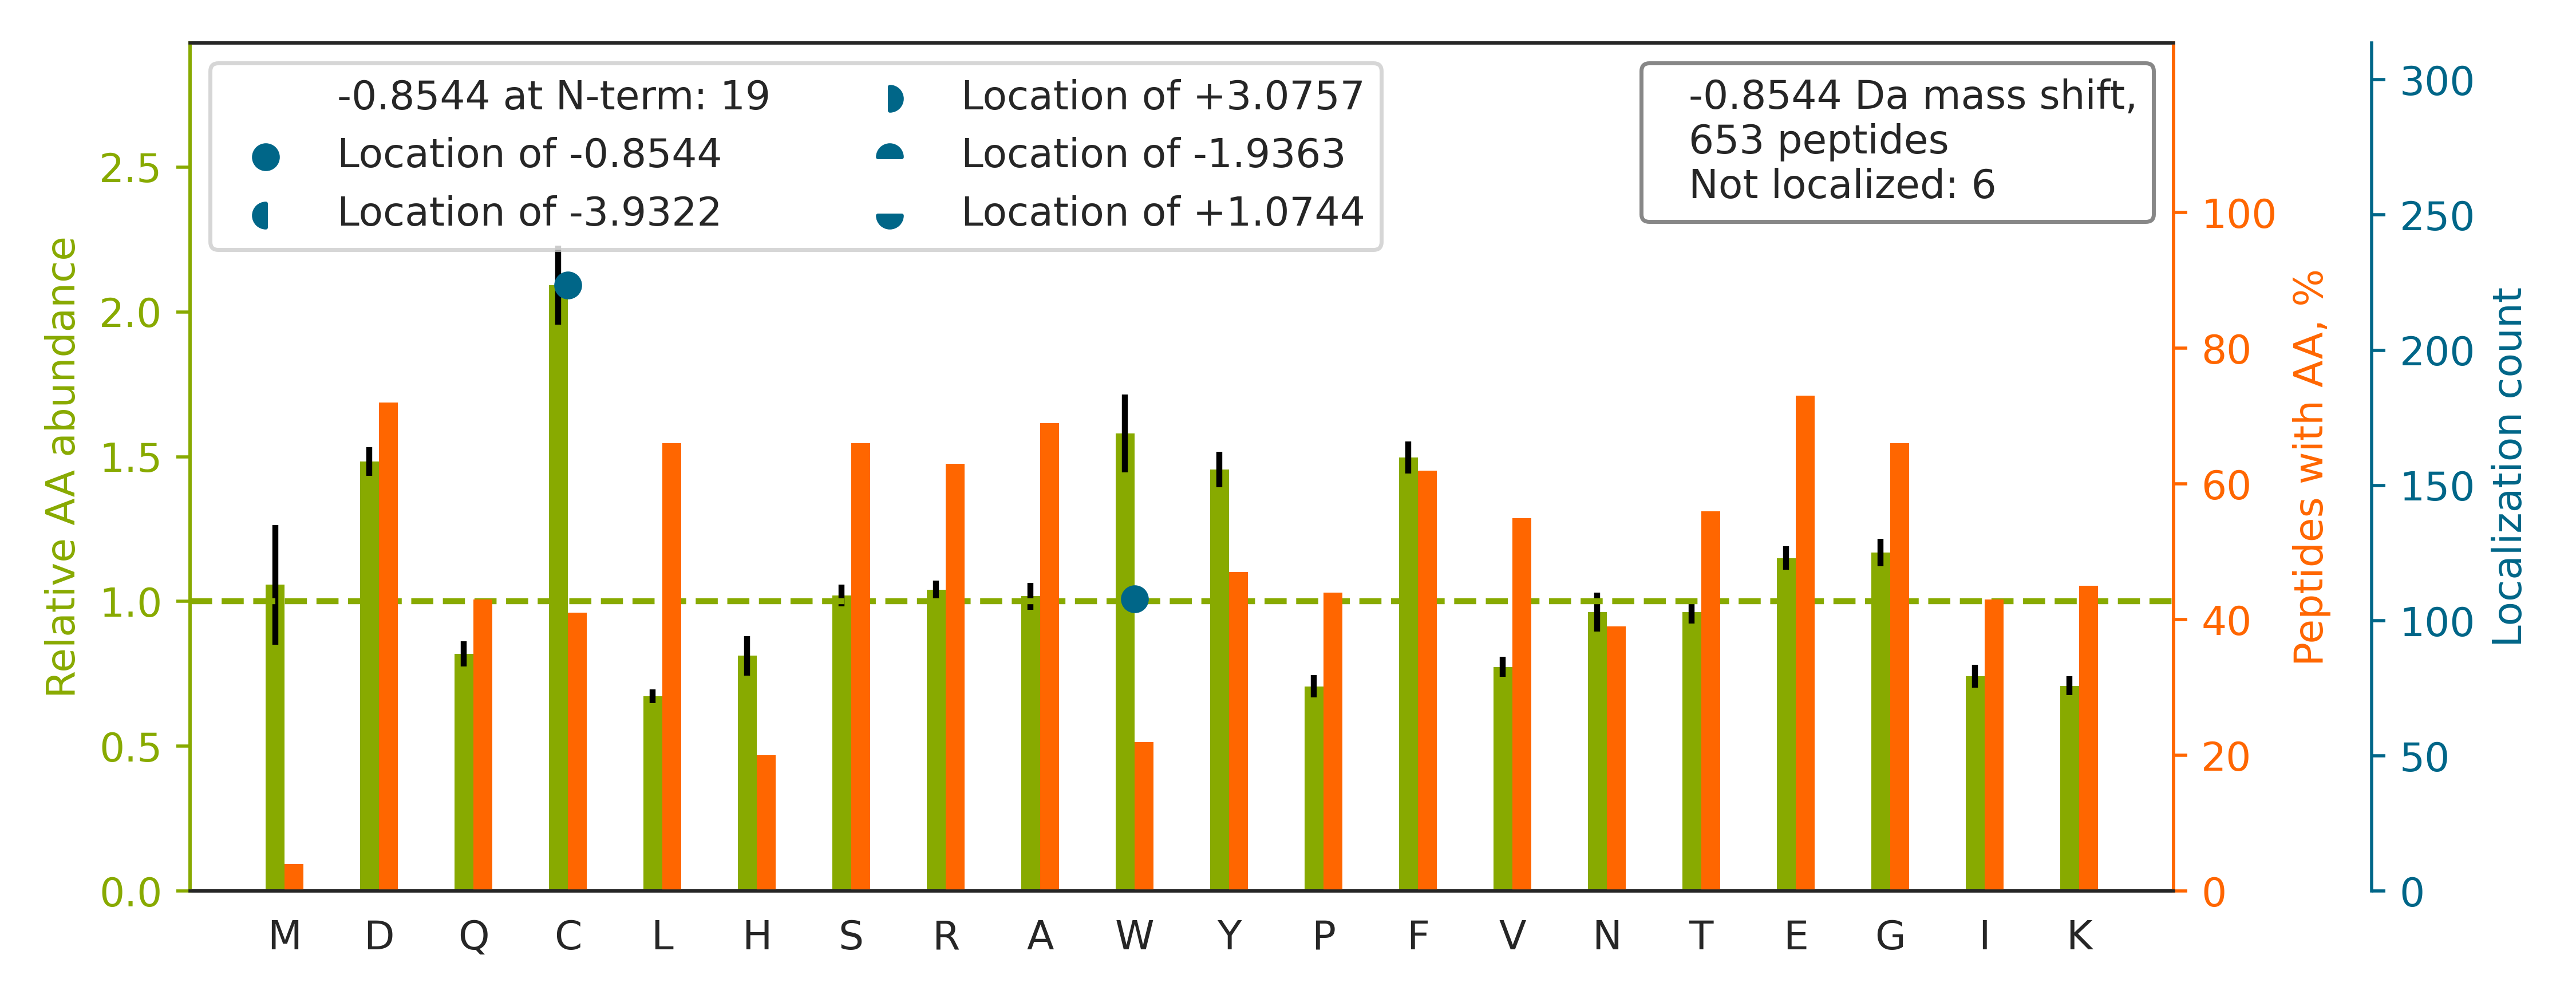 -0.8544 at N-term: 19
Location of -0.8544
Location of -3.9322
Location of +3.0757
Location of -1.9363
Location of +1.0744
-0.8544 Da mass shift,
653 peptides
Not localized: 6
Relative AA abundance
2.5
2.0
1.5
1.0
0.5
0.0
M D Q C L H S R A W Y P F V N T E G I K
100
80
60
40
20
0
Peptides with AA, %
300
250
200
150
100
50
0
Localization count